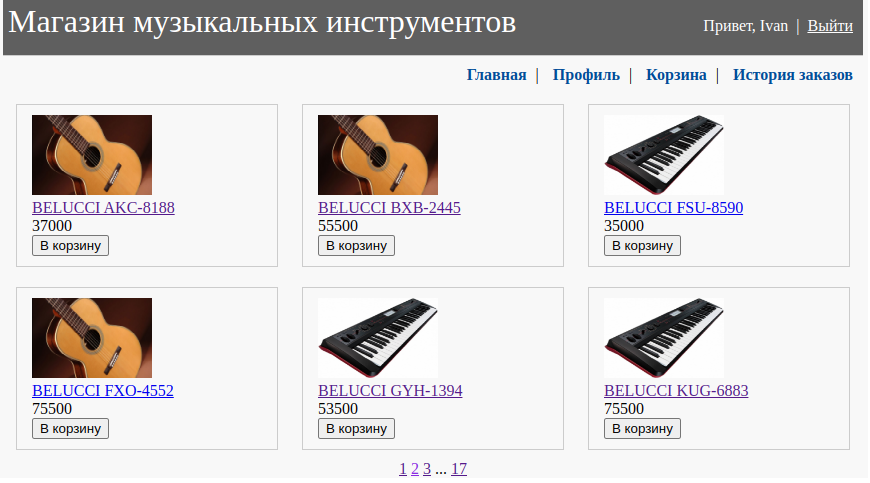 Магазин музыкальных инструментов
Привет, Ivan | Выйти
Главная | Профиль | Корзина | История заказов
BELUCCI AKC-8188
37000
В корзину
BELUCCI BXB-2445
55500
В корзину
BELUCCI FSU-8590
35000
В корзину
BELUCCI FXO-4552
75500
В корзину
BELUCCI GYH-1394
53500
В корзину
BELUCCI KUG-6883
75500
В корзину
1 2 3 ... 17